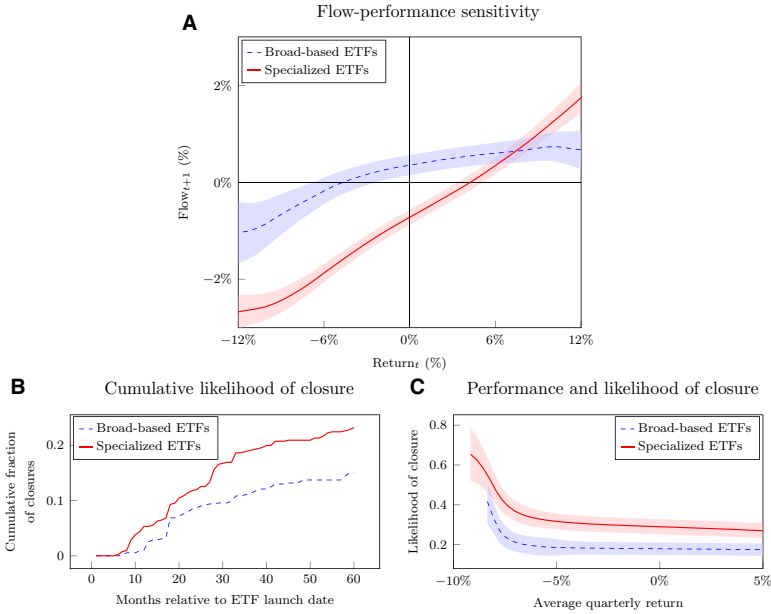 Flow-performance sensitivity
A
Broad-based ETFs
Specialized ETFs
2%
0%
−2%
Flowt+1 (%)
−12%
−6%
0%
6%
12%
Returnt (%)
B
Cumulative likelihood of closure
Broad-based ETFs
Specialized ETFs
0.2
0.1
0
Cumulative fraction
of closures
0
10
20
30
40
50
60
Months relative to ETF launch date
C
Performance and likelihood of closure
Broad-based ETFs
Specialized ETFs
0.8
0.6
0.4
0.2
Likelihood of closure
−10%
−5%
0%
5%
Average quarterly return